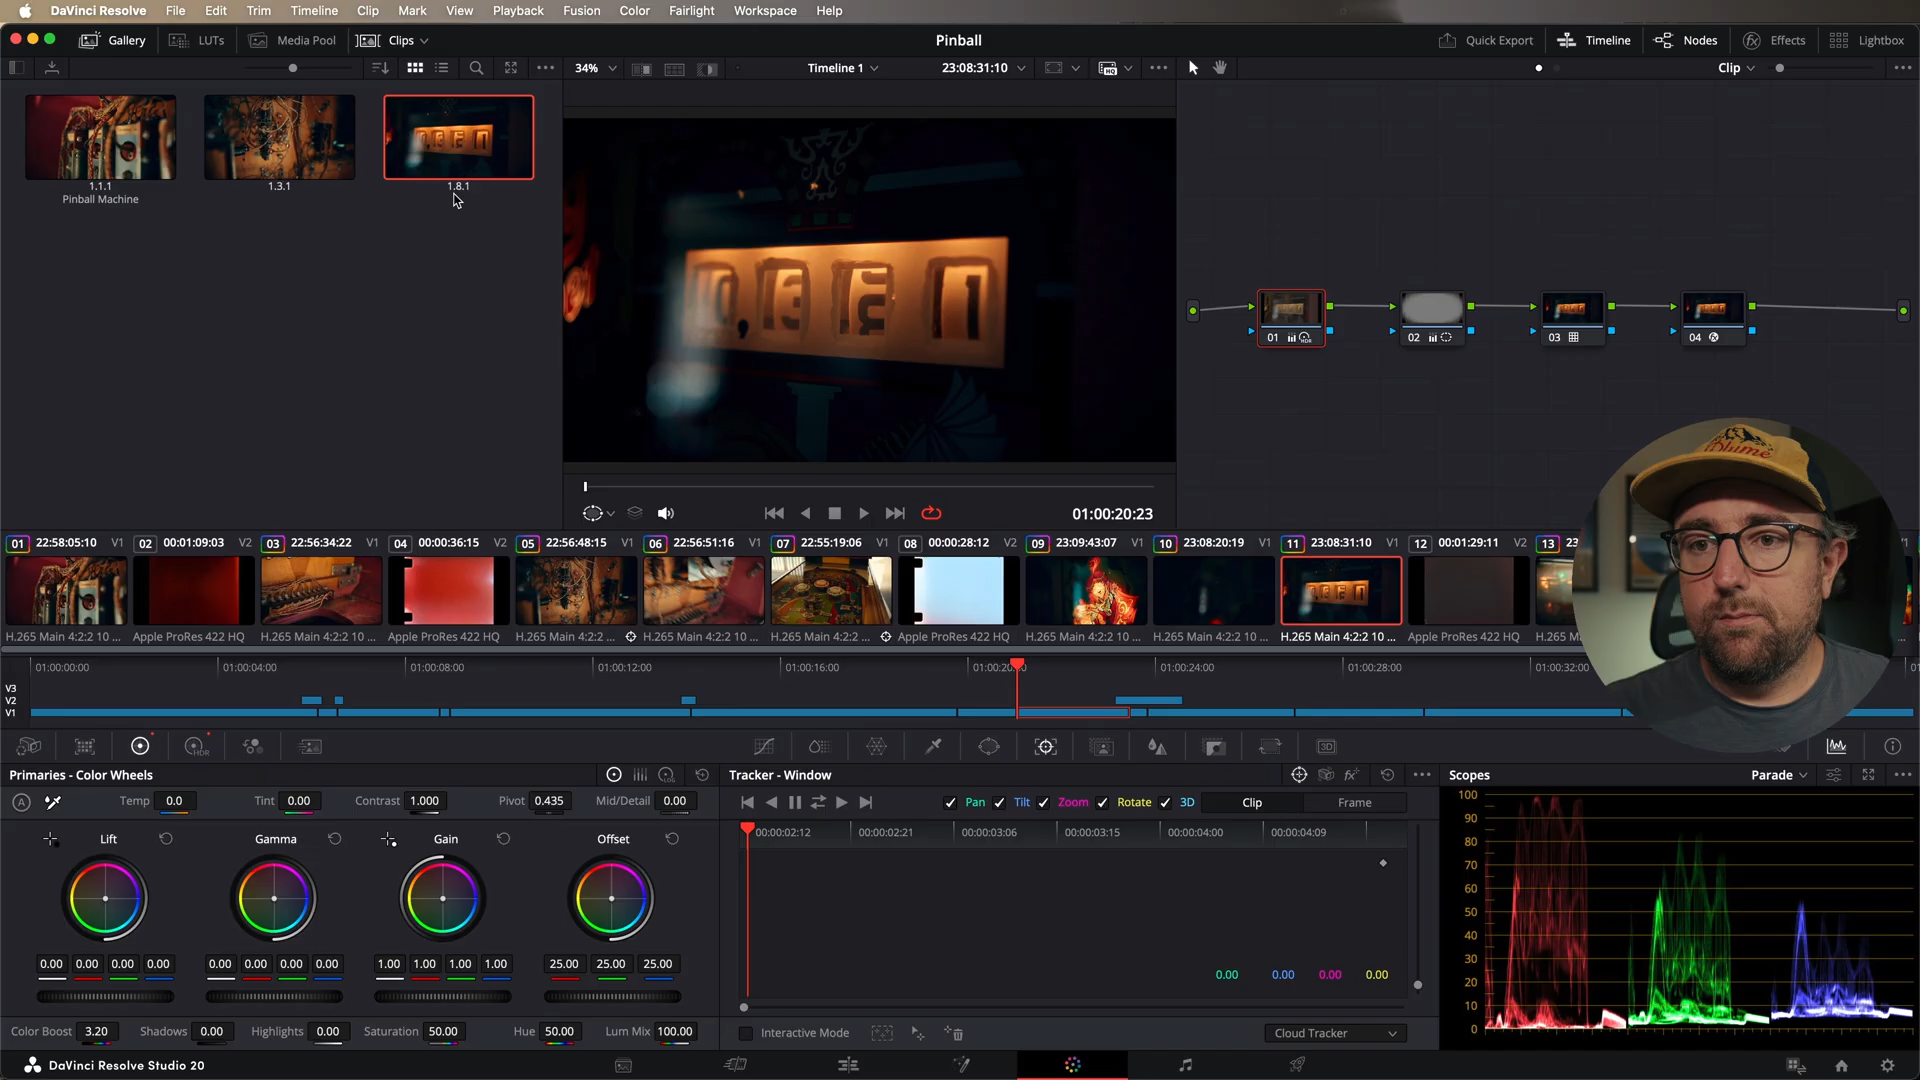 DaVinci Resolve File Edit Trim Timeline Clip Mark View Playback Fusion Color Fairlight Workspace Help
Gallery LUTs Media Pool Clips Pinball Quick Export Timeline Nodes Effects Lightbox
34% Timeline 1 23:08:31:10 Clip
1.1.1 1.3.1 1.8.1
Pinball Machine
01 02 03 04
01:00:20:23
01 22:58:05:10 V1 02 00:01:09:03 V2 03 22:56:34:22 V1 04 00:00:36:15 V2 05 22:56:48:15 V1 06 22:56:51:16 V1 07 22:55:19:06 V1 08 00:00:28:12 V2 09 23:09:43:07 V1 10 23:08:20:19 V1 11 23:08:31:10 V1 12 00:01:29:11 V2 13
H.265 Main 4:2:2 10 ... Apple ProRes 422 HQ H.265 Main 4:2:2 10 ... Apple ProRes 422 HQ H.265 Main 4:2:2 ... H.265 Main 4:2:2 10 ... H.265 Main 4:2:2 ... Apple ProRes 422 HQ H.265 Main 4:2:2 10 ... H.265 Main 4:2:2 10 ... H.265 Main 4:2:2 10 ... Apple ProRes 422 HQ
01:00:00:00 01:00:04:00 01:00:08:00 01:00:12:00 01:00:16:00 01:00:24:00 01:00:28:00 01:00:32:00
V3
V2
V1
Primaries - Color Wheels Tracker - Window Scopes Parade
Temp 0.0 Tint 0.00 Contrast 1.000 Pivot 0.435 Mid/Detail 0.00 Pan Tilt Zoom Rotate 3D Clip Frame
00:00:02:12 00:00:02:21 00:00:03:06 00:00:03:15 00:00:04:00 00:00:04:09
Lift Gamma Gain Offset
100
90
80
70
60
50
40
30
20
10
0
0.00 0.00 0.00 0.00 0.00 0.00 0.00 0.00 1.00 1.00 1.00 1.00 25.00 25.00 25.00
0.00 0.00 0.00 0.00
Color Boost 3.20 Shadows 0.00 Highlights 0.00 Saturation 50.00 Hue 50.00 Lum Mix 100.00 Interactive Mode Cloud Tracker
DaVinci Resolve Studio 20